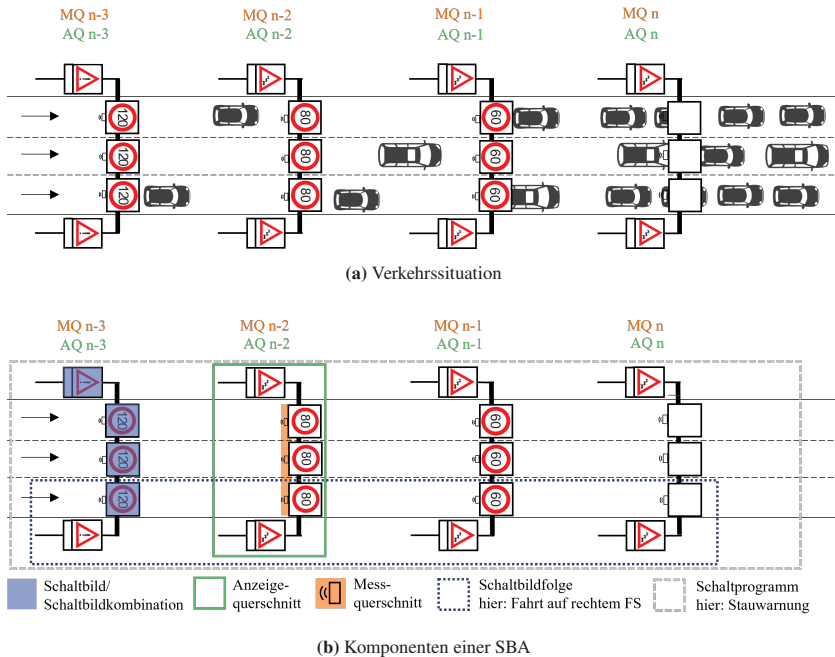 MQ n-3 MQ n-2 MQ n-1 MQ n
AQ n-3 AQ n-2 AQ n-1 AQ n
120 80 60
120 80 60
120 80 60
(a) Verkehrssituation
MQ n-3 MQ n-2 MQ n-1 MQ n
AQ n-3 AQ n-2 AQ n-1 AQ n
120 80 60
120 80 60
120 80 60
Schaltbild/ Anzeige- Mess- Schaltbildfolge Schaltprogramm
Schaltbildkombination querschnitt querschnitt hier: Fahrt auf rechtem FS hier: Stauwarnung
(b) Komponenten einer SBA